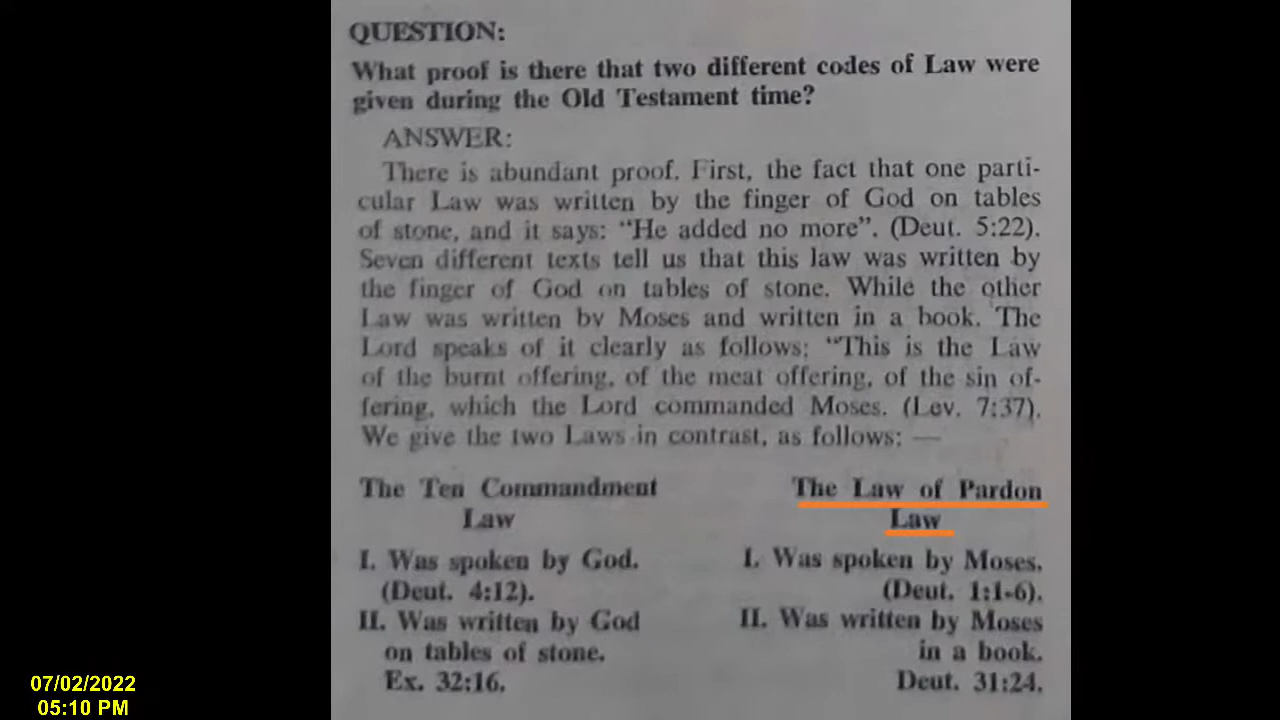 QUESTION:
What proof is there that two different codes of Law were
given during the Old Testament time?
ANSWER:
There is abundant proof. First, the fact that one parti-
cular Law was written by the finger of God on tables
of stone, and it says: “He added no more”. (Deut. 5:22).
Seven different texts tell us that this law was written by
the finger of God on tables of stone. While the other
Law was written by Moses and written in a book. The
Lord speaks of it clearly as follows: “This is the Law
of the burnt offering, of the meat offering, of the sin of-
fering, which the Lord commanded Moses. (Lev. 7:37).
We give the two Laws in contrast, as follows: —
The Ten Commandment
Law
I. Was spoken by God.
(Deut. 4:12).
II. Was written by God
on tables of stone.
Ex. 32:16.
The Law of Pardon
Law
I. Was spoken by Moses.
(Deut. 1:1-6).
II. Was written by Moses
in a book.
Deut. 31:24.
07/02/2022
05:10 PM